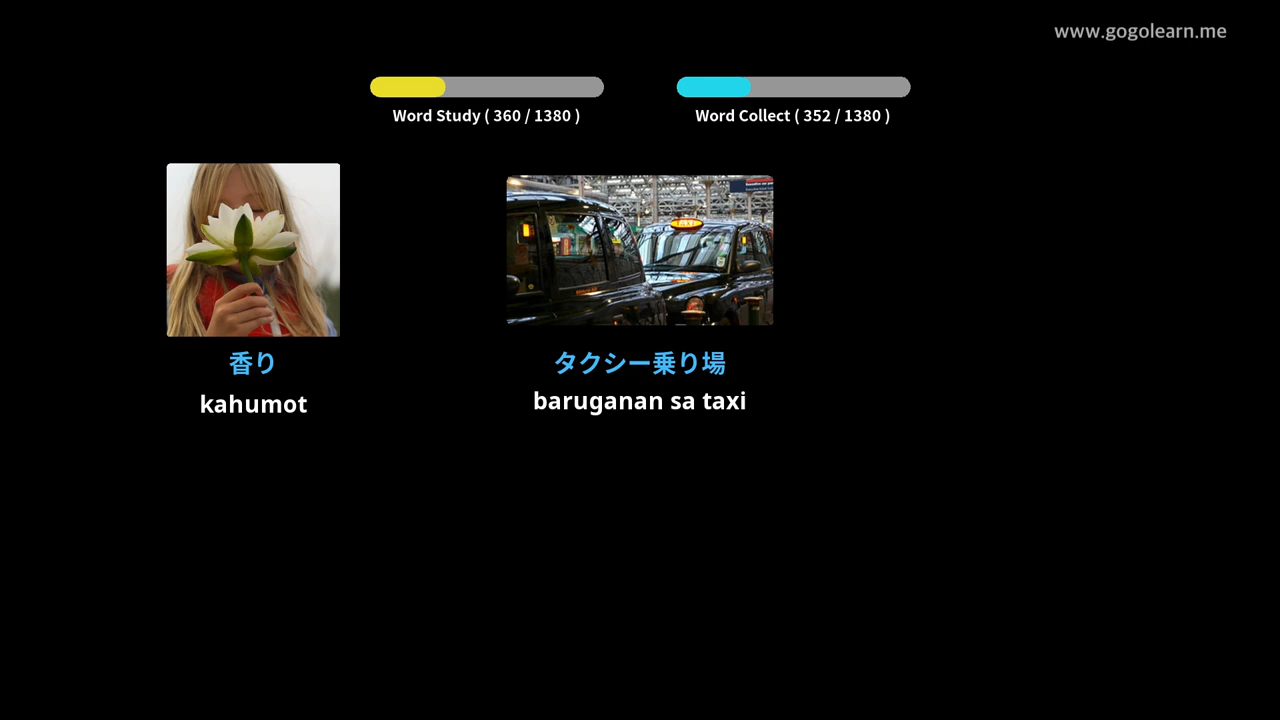 www.gogolearn.me
Word Study ( 360 / 1380 )
Word Collect ( 352 / 1380 )
TAXI
香り
kahumot
タクシー乗り場
baruganan sa taxi